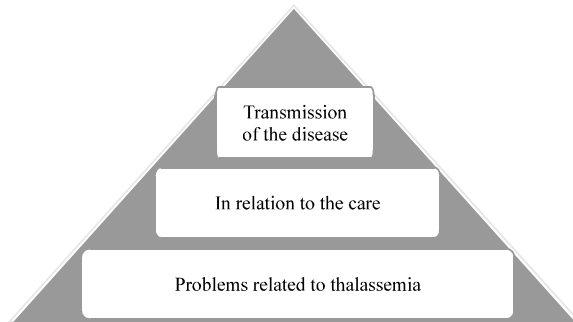 Transmission
of the disease
In relation to the care
Problems related to thalassemia